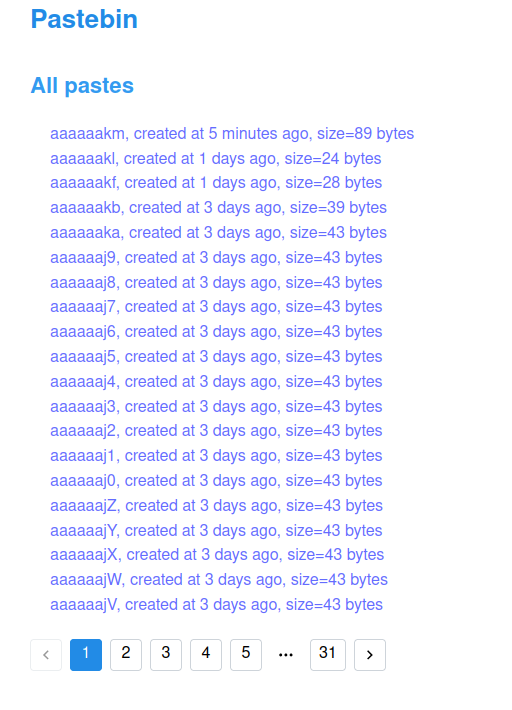 Pastebin
All pastes
aaaaaakm, created at 5 minutes ago, size=89 bytes
aaaaaakl, created at 1 days ago, size=24 bytes
aaaaaakf, created at 1 days ago, size=28 bytes
aaaaaakb, created at 3 days ago, size=39 bytes
aaaaaaka, created at 3 days ago, size=43 bytes
aaaaaaj9, created at 3 days ago, size=43 bytes
aaaaaaj8, created at 3 days ago, size=43 bytes
aaaaaaj7, created at 3 days ago, size=43 bytes
aaaaaaj6, created at 3 days ago, size=43 bytes
aaaaaaj5, created at 3 days ago, size=43 bytes
aaaaaaj4, created at 3 days ago, size=43 bytes
aaaaaaj3, created at 3 days ago, size=43 bytes
aaaaaaj2, created at 3 days ago, size=43 bytes
aaaaaaj1, created at 3 days ago, size=43 bytes
aaaaaaj0, created at 3 days ago, size=43 bytes
aaaaaajZ, created at 3 days ago, size=43 bytes
aaaaaajY, created at 3 days ago, size=43 bytes
aaaaaajX, created at 3 days ago, size=43 bytes
aaaaaajW, created at 3 days ago, size=43 bytes
aaaaaajV, created at 3 days ago, size=43 bytes
< 1 2 3 4 5 ••• 31 >